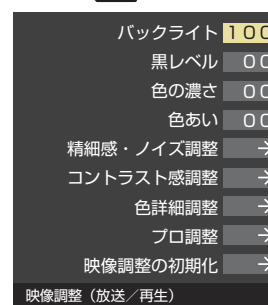 バックライト 100
黒レベル 00
色の濃さ 00
色あい 00
精細感・ノイズ調整 →
コントラスト感調整 →
色詳細調整 →
プロ調整 →
映像調整の初期化 →
映像調整（放送／再生）